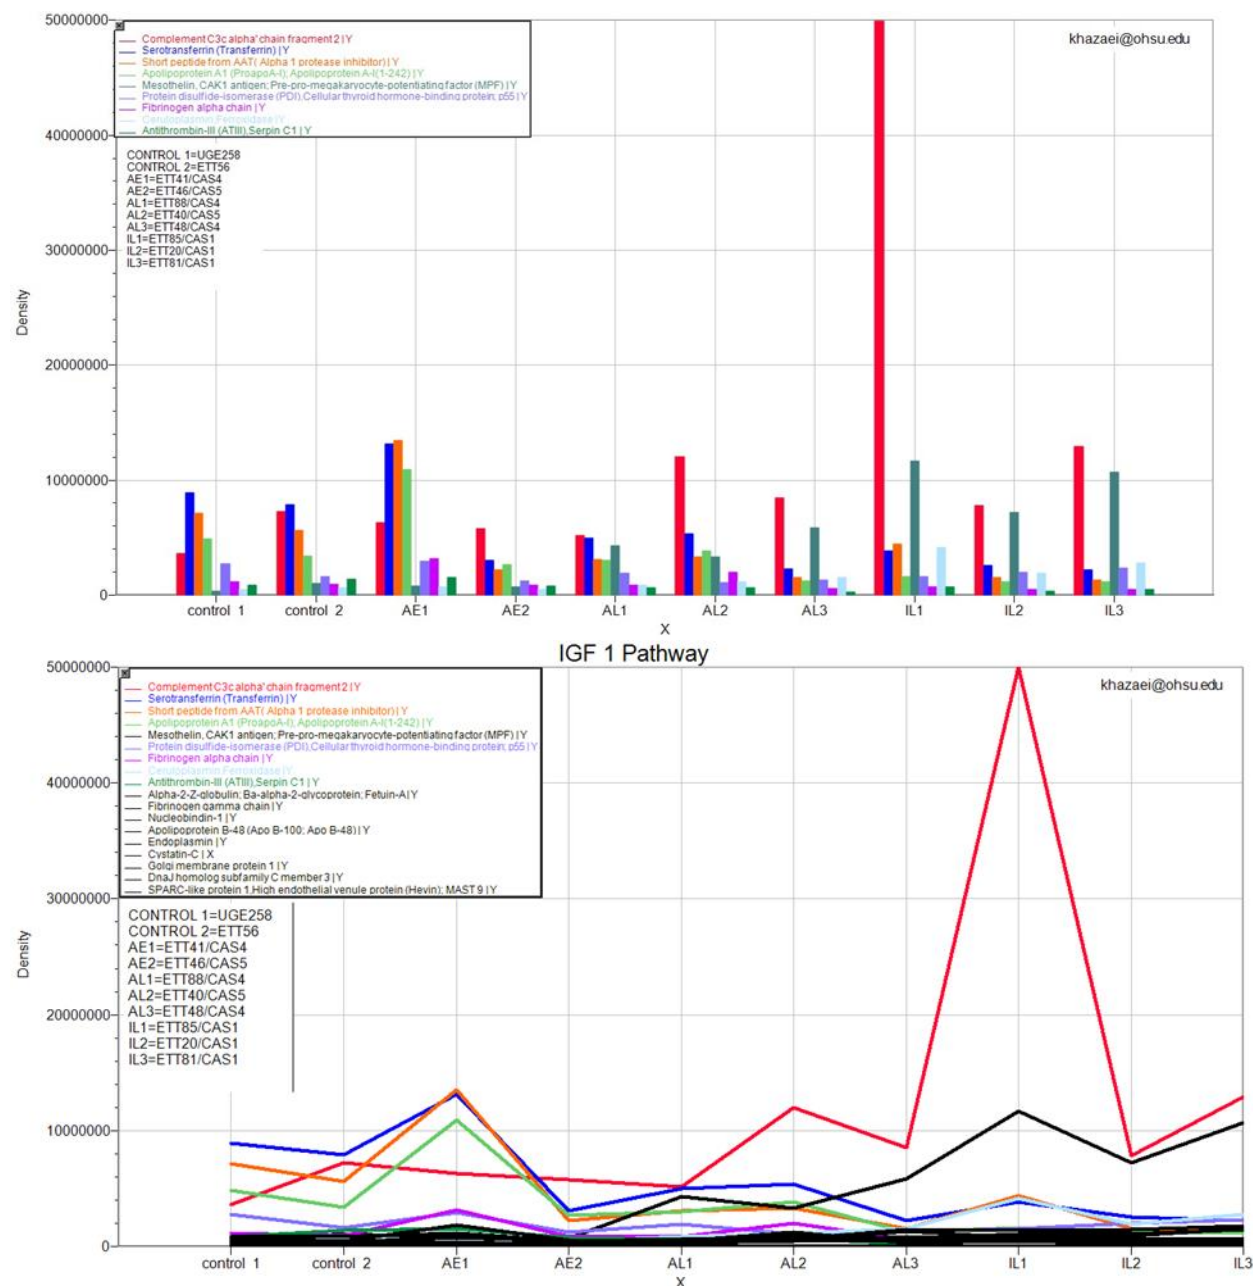 50000000
khazaei@ohsu.edu
Complement C3c alpha' chain fragment 2 | Y
Serotransferrin (Transferrin) | Y
Short peptide from AAT( Alpha 1 protease inhibitor) | Y
Apolipoprotein A1 (ProapoA-I); Apolipoprotein A-I(1-242) | Y
Mesothelin, CAK1 antigen; Pre-pro-megakaryocyte-potentiating factor (MPF) | Y
Protein disulfide-isomerase (PDI),Cellular thyroid hormone-binding protein; p55 | Y
Fibrinogen alpha chain | Y
Ceruloplasmin,Ferroxidase | Y
Antithrombin-III (ATIII),Serpin C1 | Y
40000000
CONTROL 1=UGE258
CONTROL 2=ETT56
AE1=ETT41/CAS4
AE2=ETT46/CAS5
AL1=ETT88/CAS4
AL2=ETT40/CAS5
AL3=ETT48/CAS4
IL1=ETT85/CAS1
IL2=ETT20/CAS1
IL3=ETT81/CAS1
30000000
Density
20000000
10000000
0
control 1 control 2 AE1 AE2 AL1 AL2 AL3 IL1 IL2 IL3
X
IGF 1 Pathway
50000000
khazaei@ohsu.edu
Complement C3c alpha' chain fragment 2 | Y
Serotransferrin (Transferrin) | Y
Short peptide from AAT( Alpha 1 protease inhibitor) | Y
Apolipoprotein A1 (ProapoA-I); Apolipoprotein A-I(1-242) | Y
Mesothelin, CAK1 antigen; Pre-pro-megakaryocyte-potentiating factor (MPF) | Y
Protein disulfide-isomerase (PDI),Cellular thyroid hormone-binding protein; p55 | Y
Fibrinogen alpha chain | Y
Ceruloplasmin,Ferroxidase | Y
Antithrombin-III (ATIII),Serpin C1 | Y
Alpha-2-Z-globulin; Ba-alpha-2-glycoprotein; Fetuin-A | Y
Fibrinogen gamma chain | Y
Nucleobindin-1 | Y
Apolipoprotein B-48 (Apo B-100; Apo B-48) | Y
Endoplasmin | Y
Cystatin-C | X
Golgi membrane protein 1 | Y
DnaJ homolog subfamily C member 3 | Y
SPARC-like protein 1,High endothelial venule protein (Hevin); MAST 9 | Y
40000000
30000000
CONTROL 1=UGE258
CONTROL 2=ETT56
AE1=ETT41/CAS4
AE2=ETT46/CAS5
AL1=ETT88/CAS4
AL2=ETT40/CAS5
AL3=ETT48/CAS4
IL1=ETT85/CAS1
IL2=ETT20/CAS1
IL3=ETT81/CAS1
Density
20000000
10000000
0
control 1 control 2 AE1 AE2 AL1 AL2 AL3 IL1 IL2 IL3
X